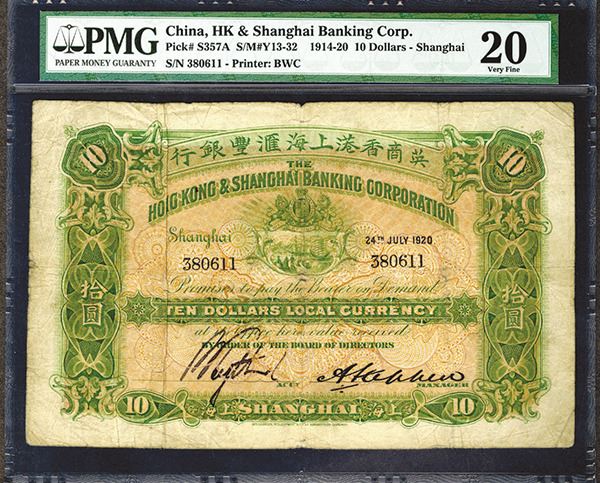 PMG
PAPER MONEY GUARANTY
China, HK & Shanghai Banking Corp.
Pick# S357A S/M#Y13-32 1914-20 10 Dollars - Shanghai
S/N 380611 - Printer: BWC
20
Very Fine
行銀豐滙海上港香商英
10
10
THE
HONG KONG & SHANGHAI BANKING CORPORATION
Shanghai
24TH JULY 1920
380611
380611
Promises to pay the Bearer on Demand
TEN DOLLARS LOCAL CURRENCY
at its Office here value received
BY ORDER OF THE BOARD OF DIRECTORS
拾圓
拾圓
ACCT
MANAGER
10
SHANGHAI
10